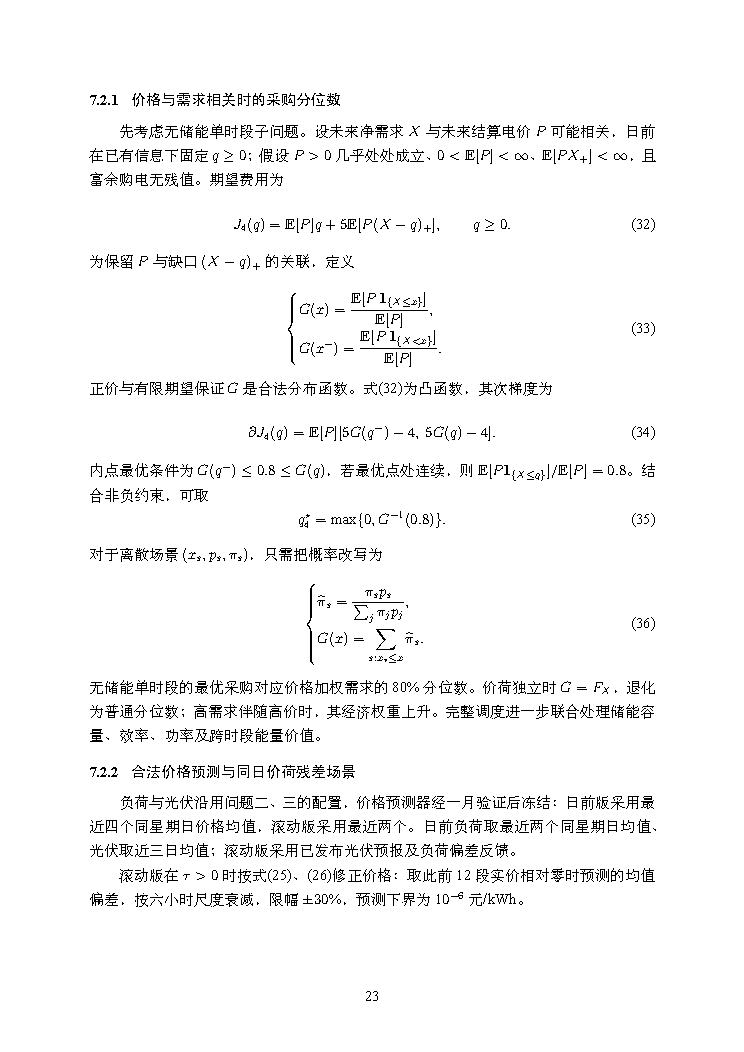 7.2.1 价格与需求相关时的采购分位数
先考虑无储能单时段子问题。设未来净需求 X 与未来结算电价 P 可能相关，日前
在已有信息下固定 q ≥ 0；假设 P > 0 几乎处处成立、0 < 𝔼[P] < ∞、𝔼[PX₊] < ∞，且
富余购电无残值。期望费用为
J₄(q) = 𝔼[P]q + 5𝔼[P(X − q)₊], q ≥ 0. (32)
为保留 P 与缺口 (X − q)₊ 的关联，定义
{ G(x) = 𝔼[P 1_{X≤x}] / 𝔼[P],
G(x⁻) = 𝔼[P 1_{X<x}] / 𝔼[P]. (33)
正价与有限期望保证 G 是合法分布函数。式(32)为凸函数，其次梯度为
∂J₄(q) = 𝔼[P][5G(q⁻) − 4, 5G(q) − 4]. (34)
内点最优条件为 G(q⁻) ≤ 0.8 ≤ G(q)，若最优点处连续，则 𝔼[P1_{X≤q}]/𝔼[P] = 0.8。结
合非负约束，可取
q₄* = max{0, G⁻¹(0.8)}. (35)
对于离散场景 (xₛ, pₛ, πₛ)，只需把概率改写为
{ π̂ₛ = πₛpₛ / ∑ⱼ πⱼpⱼ,
G(x) = ∑_{s:xₛ≤x} π̂ₛ. (36)
无储能单时段的最优采购对应价格加权需求的 80% 分位数。价荷独立时 G = F_X，退化
为普通分位数；高需求伴随高价时，其经济权重上升。完整调度进一步联合处理储能容
量、效率、功率及跨时段能量价值。
7.2.2 合法价格预测与同日价荷残差场景
负荷与光伏沿用问题二、三的配置，价格预测器经一月验证后冻结：日前版采用最
近四个同星期日价格均值，滚动版采用最近两个。日前负荷取最近两个同星期日均值、
光伏取近三日均值；滚动版采用已发布光伏预报及负荷偏差反馈。
滚动版在 τ > 0 时按式(25)、(26)修正价格：取此前 12 段实价相对零时预测的均值
偏差，按六小时尺度衰减，限幅 ±30%，预测下界为 10⁻⁶ 元/kWh。
23